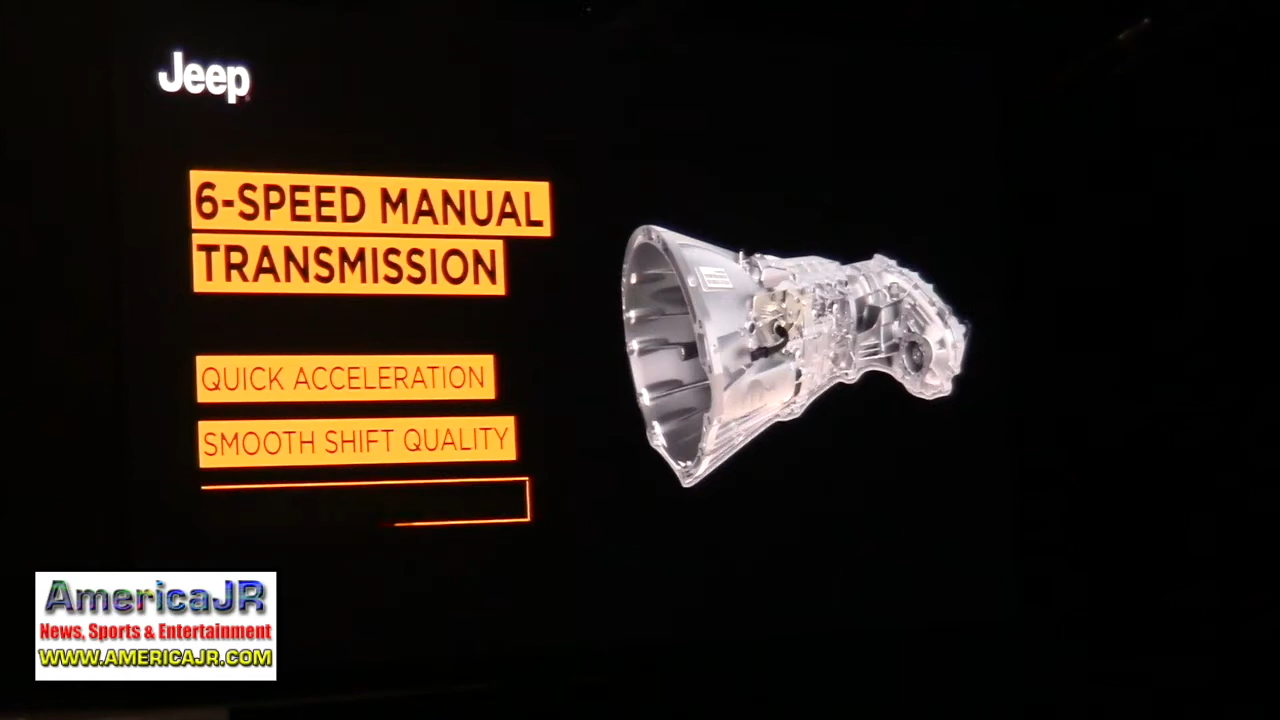 Jeep
6-SPEED MANUAL
TRANSMISSION
QUICK ACCELERATION
SMOOTH SHIFT QUALITY
AmericaJR
News, Sports & Entertainment
WWW.AMERICAJR.COM